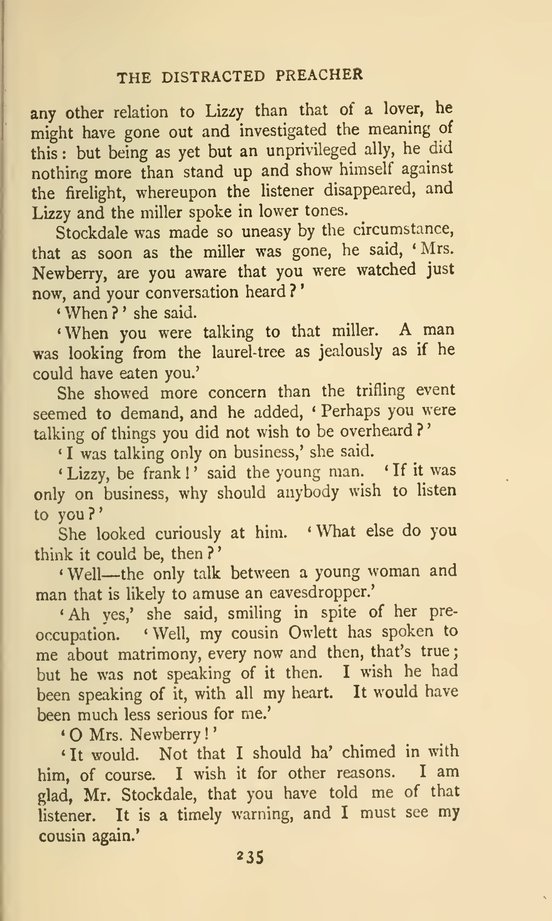 THE DISTRACTED PREACHER
any other relation to Lizzy than that of a lover, he
might have gone out and investigated the meaning of
this : but being as yet but an unprivileged ally, he did
nothing more than stand up and show himself against
the firelight, whereupon the listener disappeared, and
Lizzy and the miller spoke in lower tones.
Stockdale was made so uneasy by the circumstance,
that as soon as the miller was gone, he said, ‘ Mrs.
Newberry, are you aware that you were watched just
now, and your conversation heard ? ’
‘ When ? ’ she said.
‘ When you were talking to that miller. A man
was looking from the laurel-tree as jealously as if he
could have eaten you.’
She showed more concern than the trifling event
seemed to demand, and he added, ‘ Perhaps you were
talking of things you did not wish to be overheard ? ’
‘ I was talking only on business,’ she said.
‘ Lizzy, be frank ! ’ said the young man. ‘ If it was
only on business, why should anybody wish to listen
to you ? ’
She looked curiously at him. ‘ What else do you
think it could be, then ? ’
‘ Well—the only talk between a young woman and
man that is likely to amuse an eavesdropper.’
‘ Ah yes,’ she said, smiling in spite of her pre-
occupation. ‘ Well, my cousin Owlett has spoken to
me about matrimony, every now and then, that’s true ;
but he was not speaking of it then. I wish he had
been speaking of it, with all my heart. It would have
been much less serious for me.’
‘ O Mrs. Newberry ! ’
‘ It would. Not that I should ha’ chimed in with
him, of course. I wish it for other reasons. I am
glad, Mr. Stockdale, that you have told me of that
listener. It is a timely warning, and I must see my
cousin again.’
235